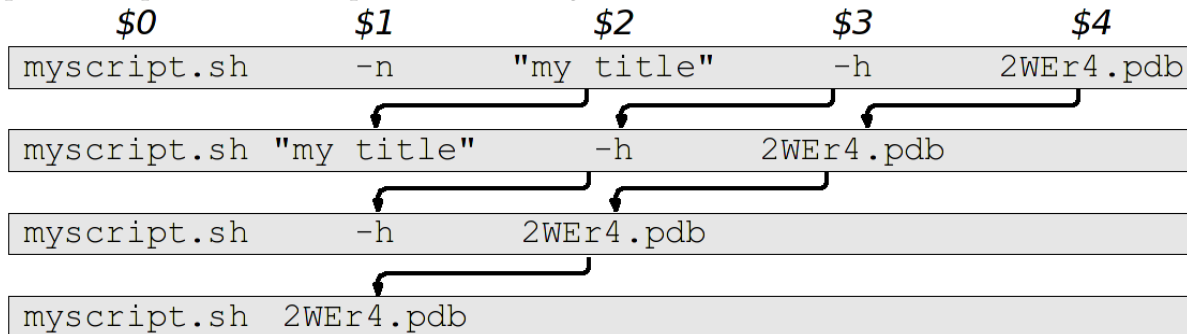 $0 $1 $2 $3 $4
myscript.sh -n "my title" -h 2WEr4.pdb
myscript.sh "my title" -h 2WEr4.pdb
myscript.sh -h 2WEr4.pdb
myscript.sh 2WEr4.pdb